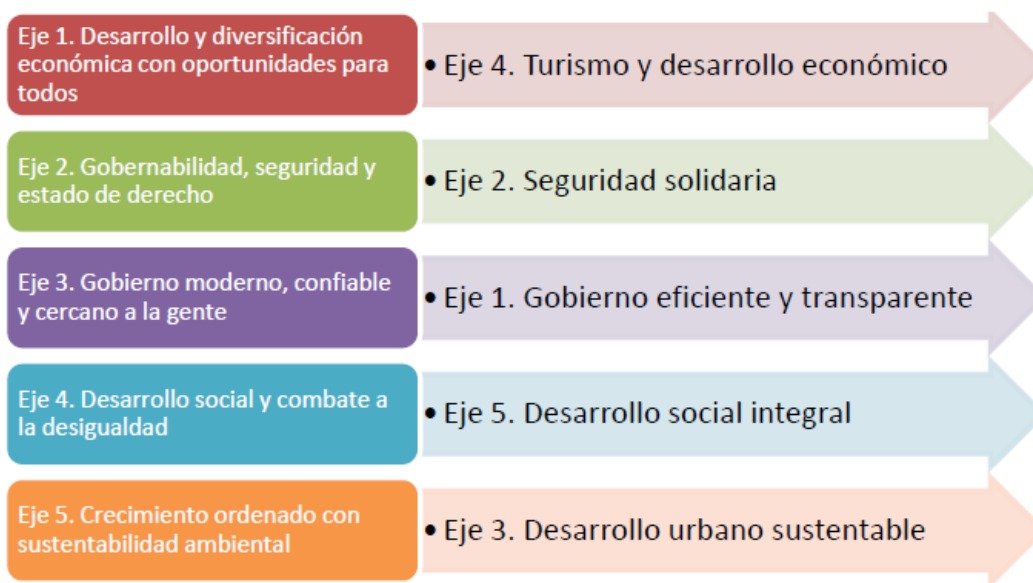 Eje 1. Desarrollo y diversificación
económica con oportunidades para
todos
• Eje 4. Turismo y desarrollo económico
Eje 2. Gobernabilidad, seguridad y
estado de derecho
• Eje 2. Seguridad solidaria
Eje 3. Gobierno moderno, confiable
y cercano a la gente
• Eje 1. Gobierno eficiente y transparente
Eje 4. Desarrollo social y combate a
la desigualdad
• Eje 5. Desarrollo social integral
Eje 5. Crecimiento ordenado con
sustentabilidad ambiental
• Eje 3. Desarrollo urbano sustentable